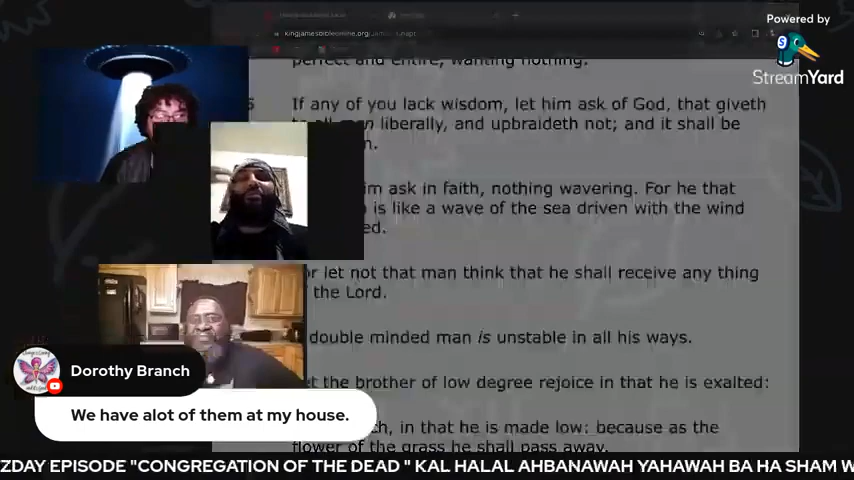 Powered by
StreamYard
kingjamesbibleonline.org
perfect and entire, wanting nothing.
If any of you lack wisdom, let him ask of God, that giveth
liberally, and upbraideth not; and it shall be
ask in faith, nothing wavering. For he that
is like a wave of the sea driven with the wind
let not that man think that he shall receive any thing
the Lord.
double minded man is unstable in all his ways.
the brother of low degree rejoice in that he is exalted:
in that he is made low: because as the
flower of the grass he shall pass away.
Dorothy Branch
We have alot of them at my house.
ZDAY EPISODE "CONGREGATION OF THE DEAD " KAL HALAL AHBANAWAH YAHAWAH BA HA SHAM W